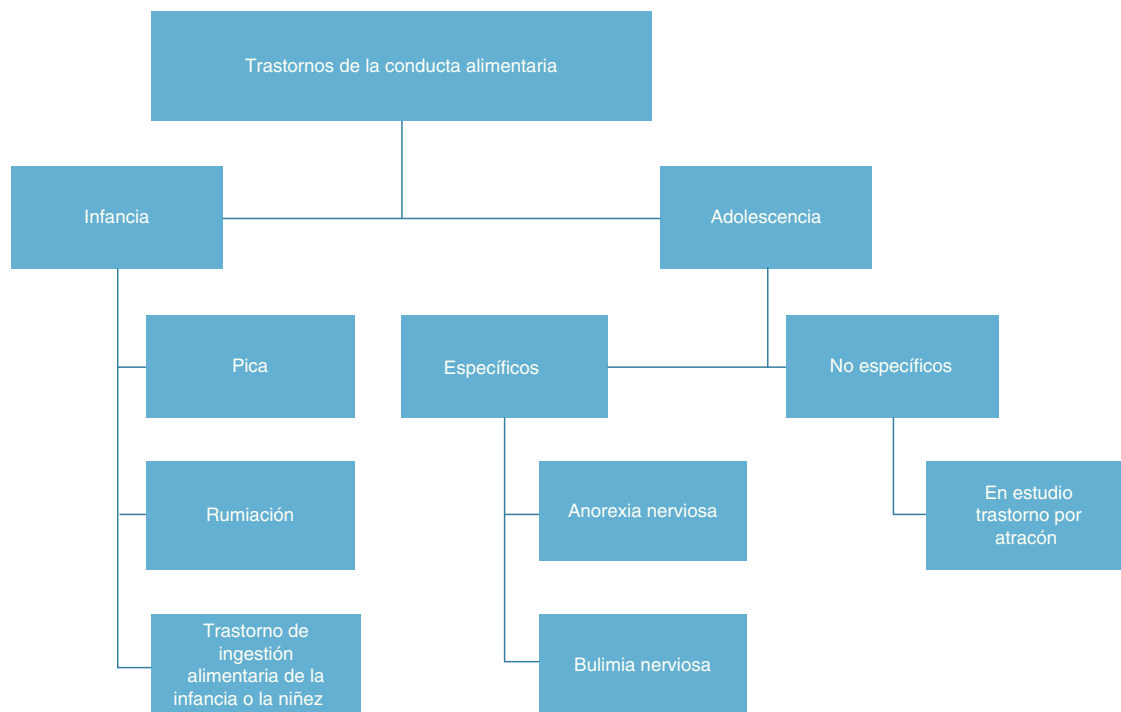 Trastornos de la conducta alimentaria
Infancia
Adolescencia
Pica
Específicos
No específicos
Rumiación
Anorexia nerviosa
En estudio
trastorno por
atracón
Trastorno de
ingestión
alimentaria de la
infancia o la niñez
Bulimia nerviosa